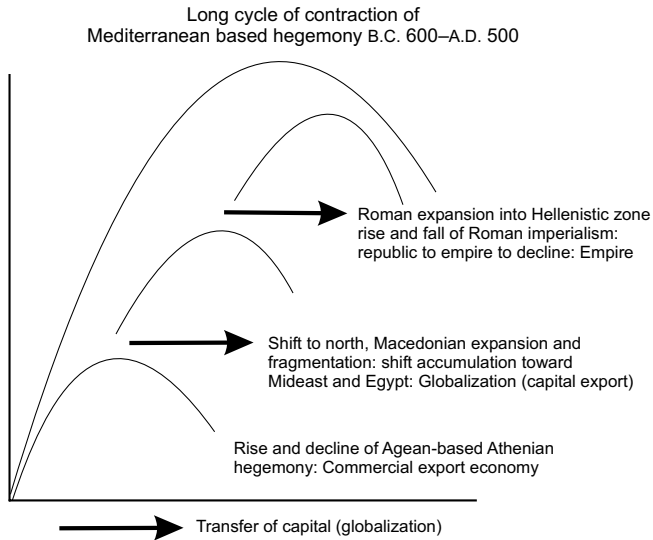 Long cycle of contraction of
Mediterranean based hegemony B.C. 600–A.D. 500
Roman expansion into Hellenistic zone
rise and fall of Roman imperialism:
republic to empire to decline: Empire
Shift to north, Macedonian expansion and
fragmentation: shift accumulation toward
Mideast and Egypt: Globalization (capital export)
Rise and decline of Agean-based Athenian
hegemony: Commercial export economy
Transfer of capital (globalization)